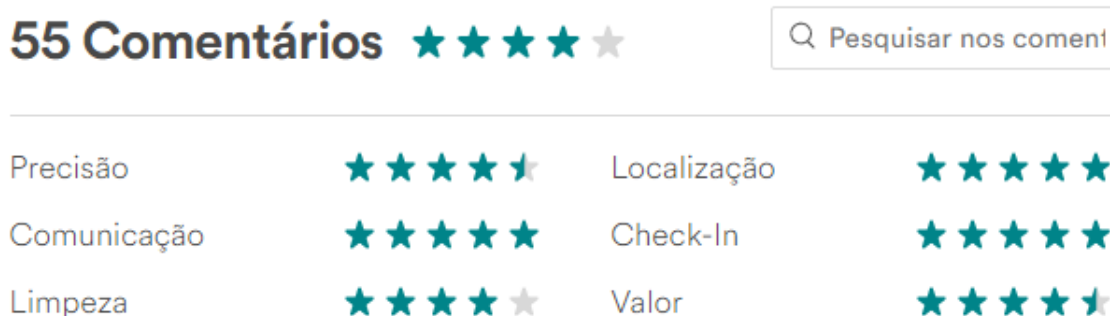 55 Comentários
Pesquisar nos coment
Precisão
Localização
Comunicação
Check-In
Limpeza
Valor